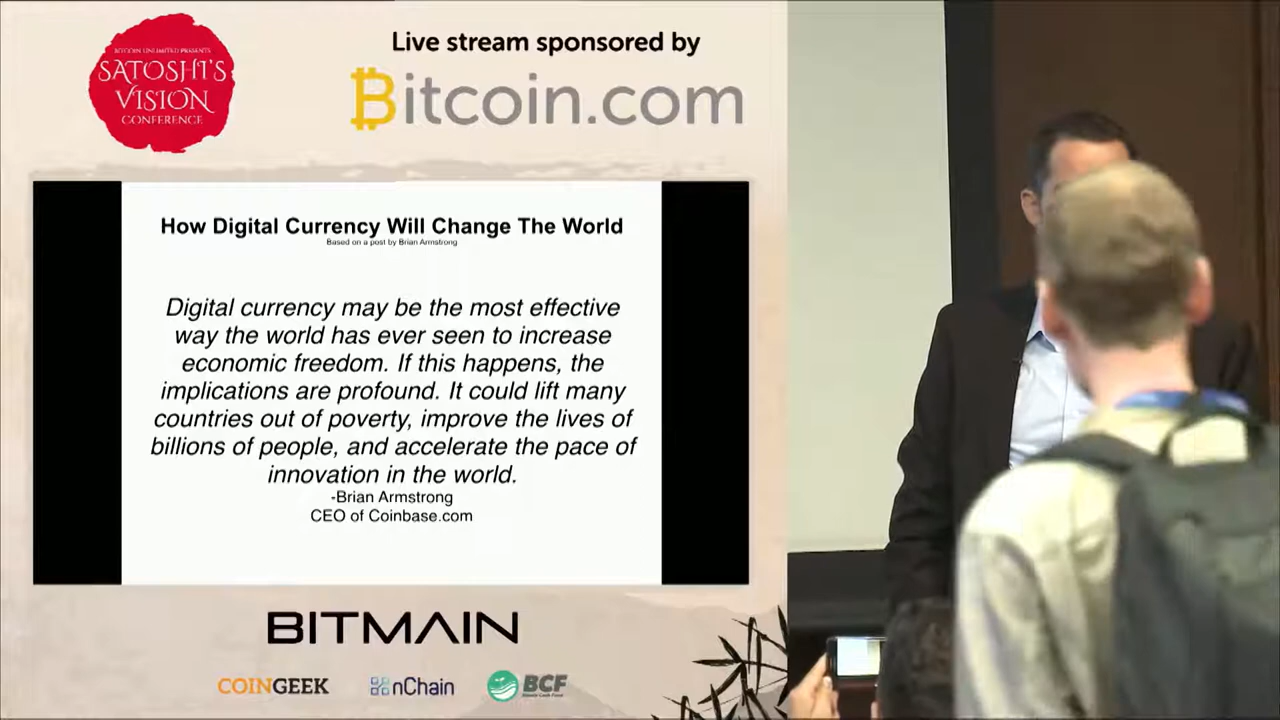 BITCOIN UNLIMITED PRESENTS
SATOSHI'S
VISION
CONFERENCE
Live stream sponsored by
Bitcoin.com
How Digital Currency Will Change The World
Based on a post by Brian Armstrong
Digital currency may be the most effective
way the world has ever seen to increase
economic freedom. If this happens, the
implications are profound. It could lift many
countries out of poverty, improve the lives of
billions of people, and accelerate the pace of
innovation in the world.
-Brian Armstrong
CEO of Coinbase.com
BITMAIN
COINGEEK
nChain
BCF